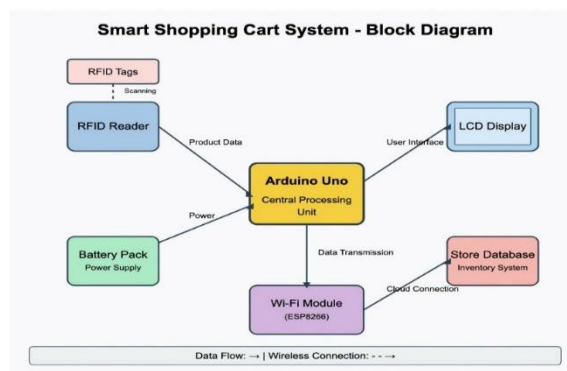 Smart Shopping Cart System - Block Diagram
RFID Tags
Scanning
RFID Reader
LCD Display
Product Data
User Interface
Arduino Uno
Central Processing
Unit
Power
Battery Pack
Power Supply
Data Transmission
Store Database
Inventory System
Wi-Fi Module
(ESP8266)
Cloud Connection
Data Flow: → | Wireless Connection: - - →